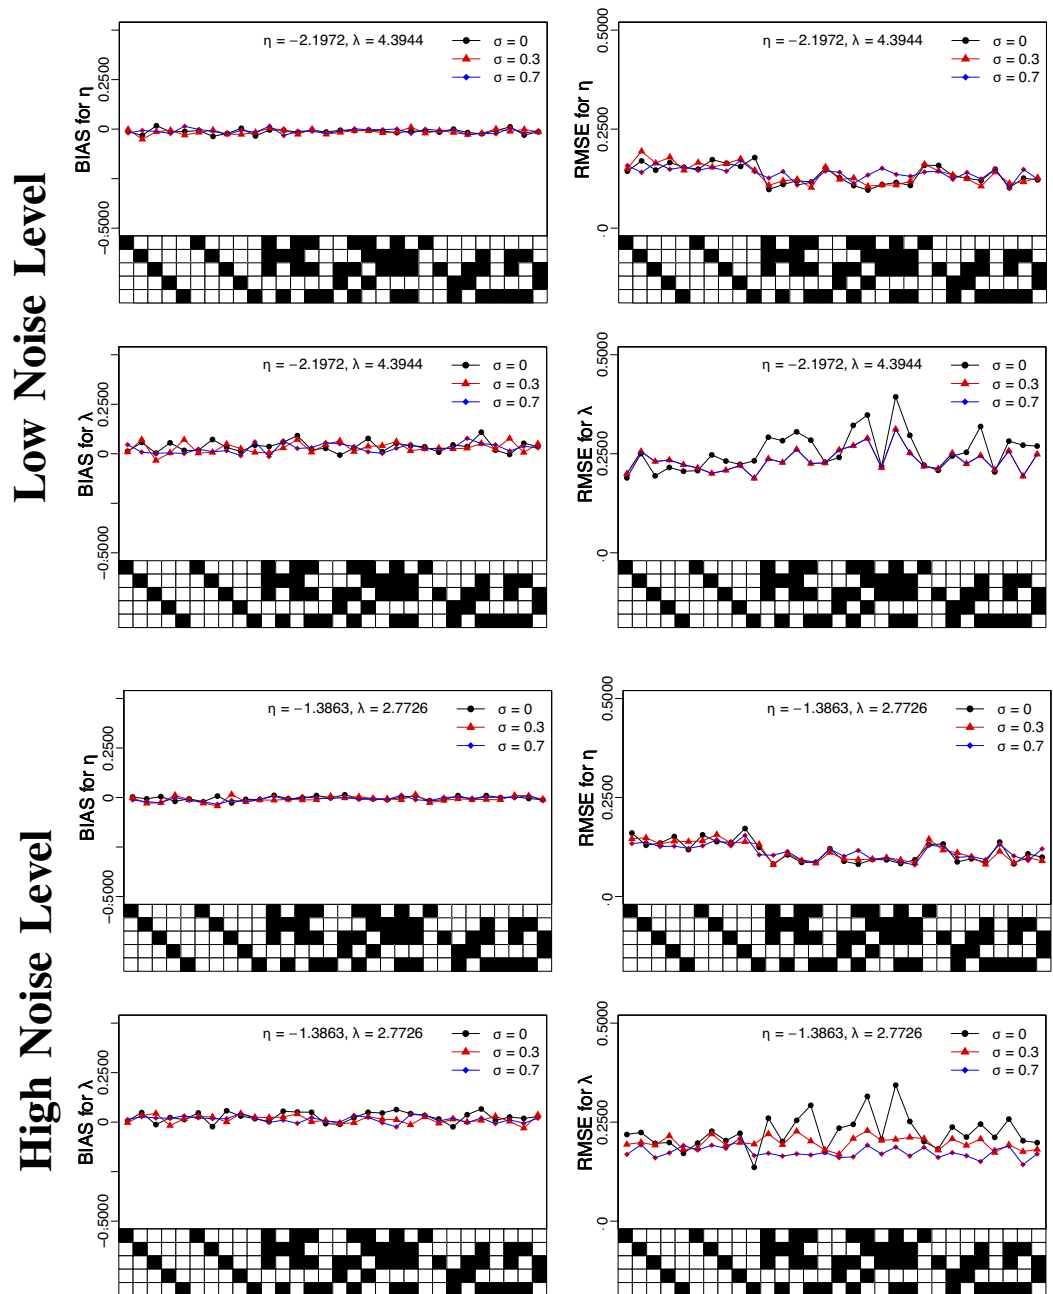 Low Noise Level
BIAS for η
−0.5000 0 0.2500
η = −2.1972, λ = 4.3944
σ = 0
σ = 0.3
σ = 0.7
RMSE for η
0 0.2500 0.5000
η = −2.1972, λ = 4.3944
σ = 0
σ = 0.3
σ = 0.7
BIAS for λ
−0.5000 0 0.2500
η = −2.1972, λ = 4.3944
σ = 0
σ = 0.3
σ = 0.7
RMSE for λ
0 0.2500 0.5000
η = −2.1972, λ = 4.3944
σ = 0
σ = 0.3
σ = 0.7
High Noise Level
BIAS for η
−0.5000 0 0.2500
η = −1.3863, λ = 2.7726
σ = 0
σ = 0.3
σ = 0.7
RMSE for η
0 0.2500 0.5000
η = −1.3863, λ = 2.7726
σ = 0
σ = 0.3
σ = 0.7
BIAS for λ
−0.5000 0 0.2500
η = −1.3863, λ = 2.7726
σ = 0
σ = 0.3
σ = 0.7
RMSE for λ
0 0.2500 0.5000
η = −1.3863, λ = 2.7726
σ = 0
σ = 0.3
σ = 0.7